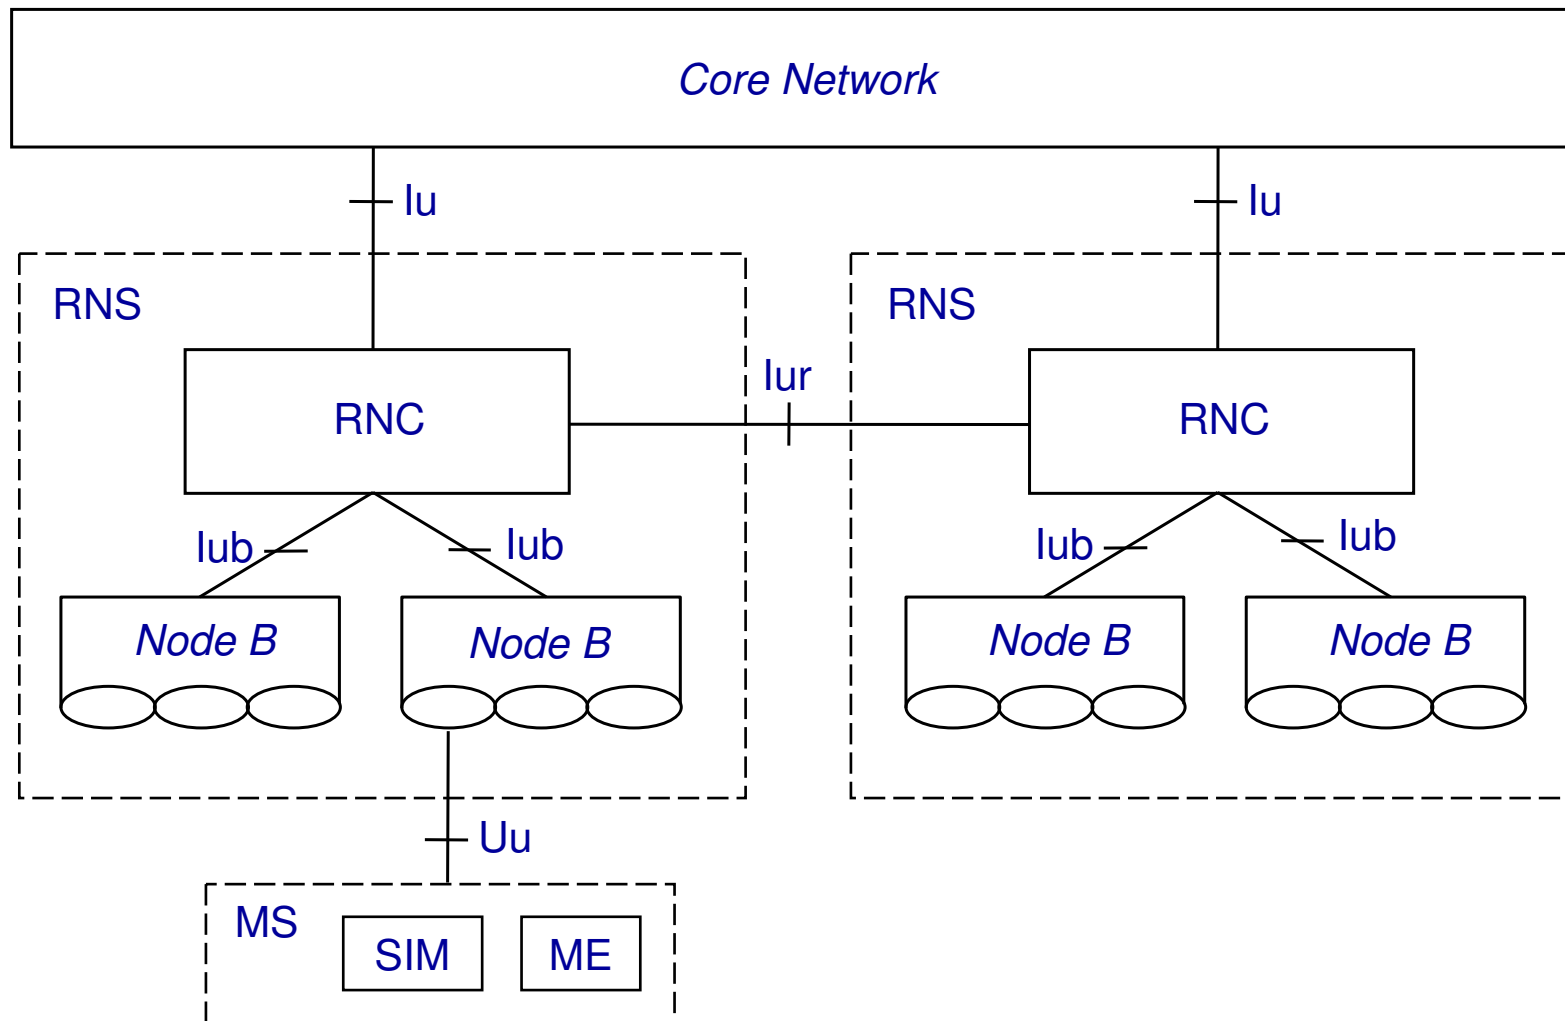 Core Network
Iu
Iu
RNS
RNS
Iur
RNC
RNC
Iub
Iub
Iub
Iub
Node B
Node B
Node B
Node B
Uu
MS
SIM
ME